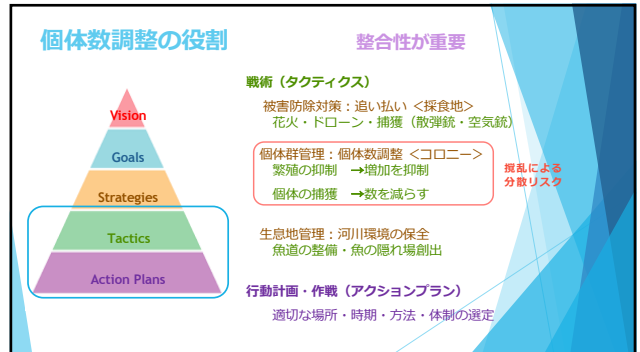 個体数調整の役割
整合性が重要
Vision
Goals
Strategies
Tactics
Action Plans
戦術（タクティクス）
被害防除対策：追い払い ＜採食地＞
花火・ドローン・捕獲（散弾銃・空気銃）
個体群管理：個体数調整 ＜コロニー＞
繁殖の抑制 →増加を抑制
個体の捕獲 →数を減らす
撹乱による
分散リスク
生息地管理：河川環境の保全
魚道の整備・魚の隠れ場創出
行動計画・作戦（アクションプラン）
適切な場所・時期・方法・体制の選定